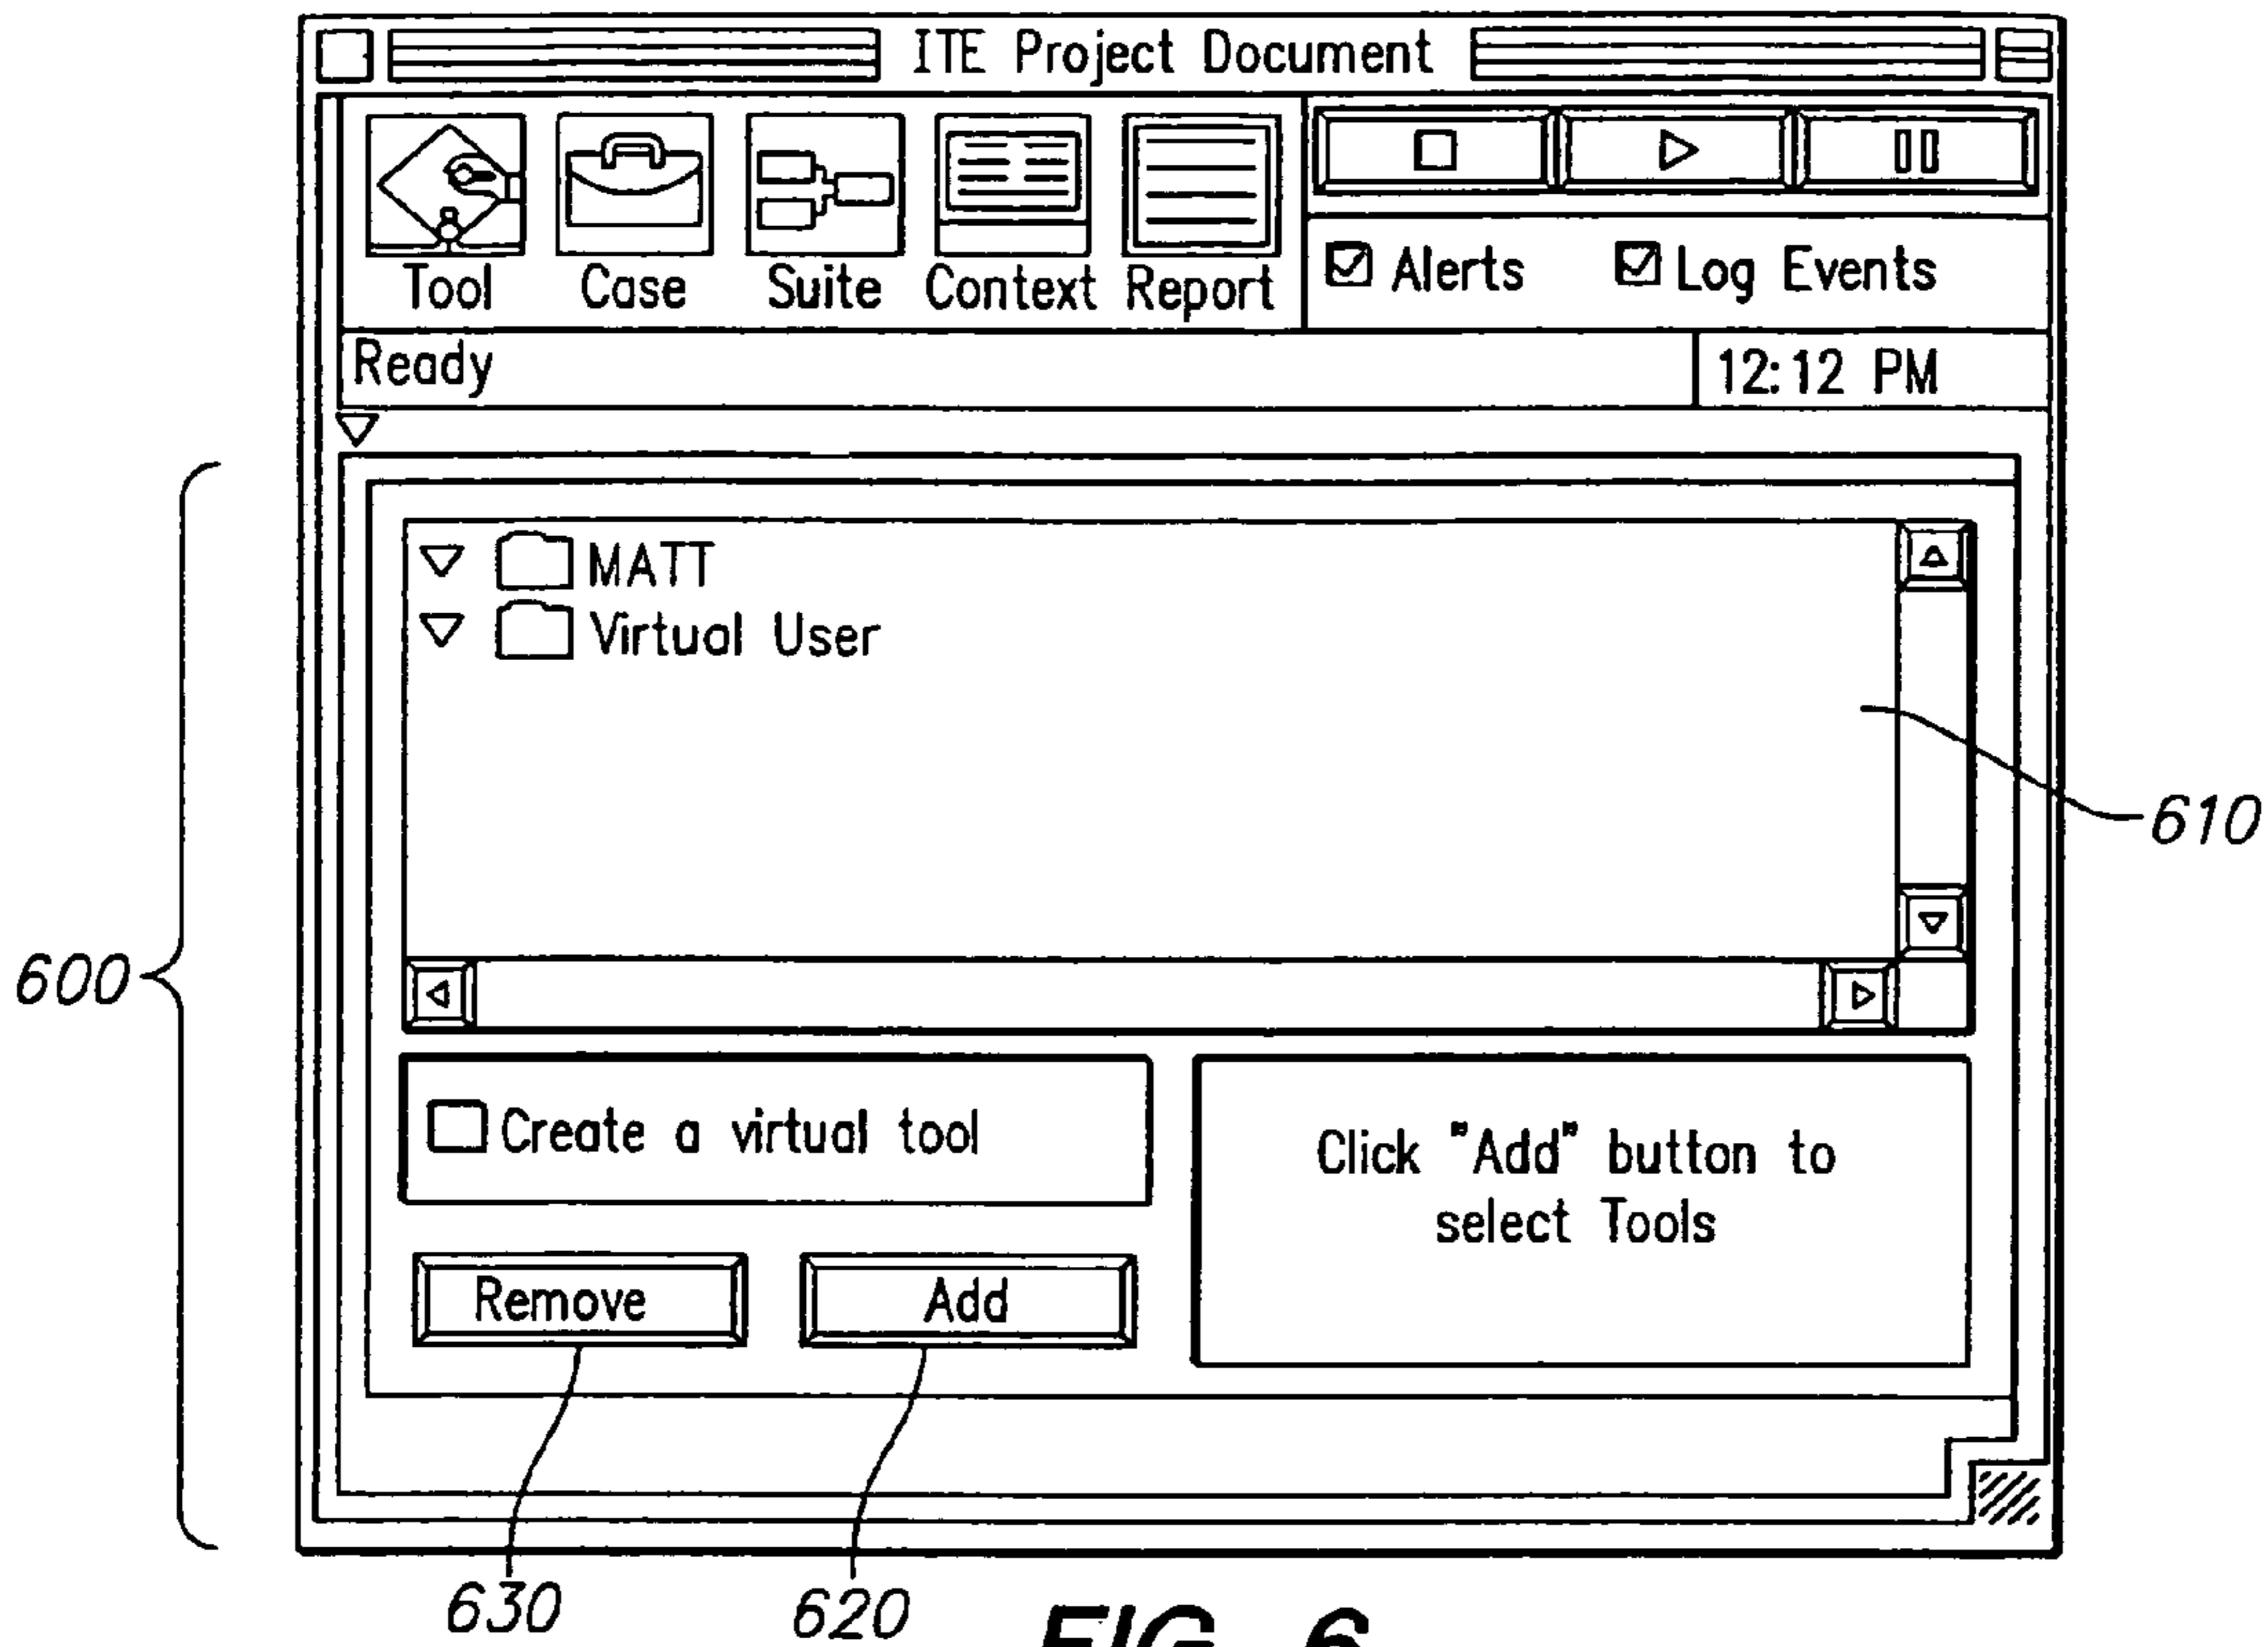 ITE Project Document
Tool Case Suite Context Report
Alerts Log Events
Ready 12:12 PM
MATT
Virtual User
610
600
Create a virtual tool
Click "Add" button to
select Tools
Remove Add
630 620
FIG. 6